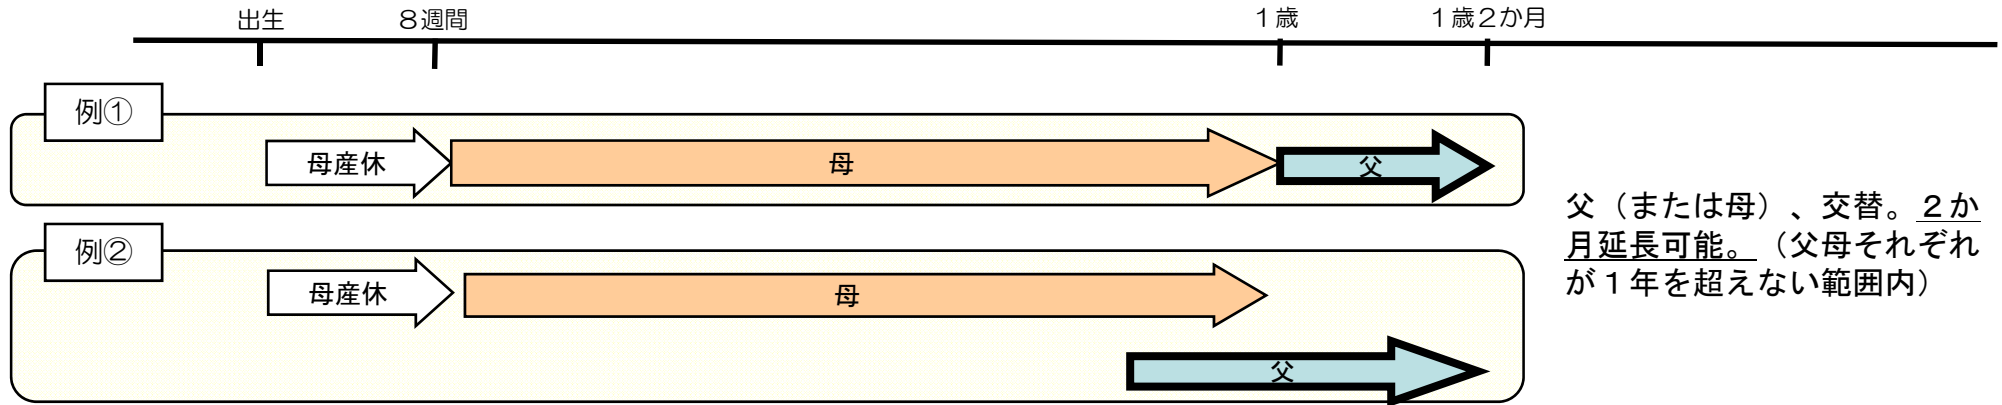 出生 8週間 1歳 1歳2か月
例①
母産休 母 父
例②
母産休 母
父
父（または母）、交替。２か
月延長可能。（父母それぞれ
が１年を超えない範囲内）